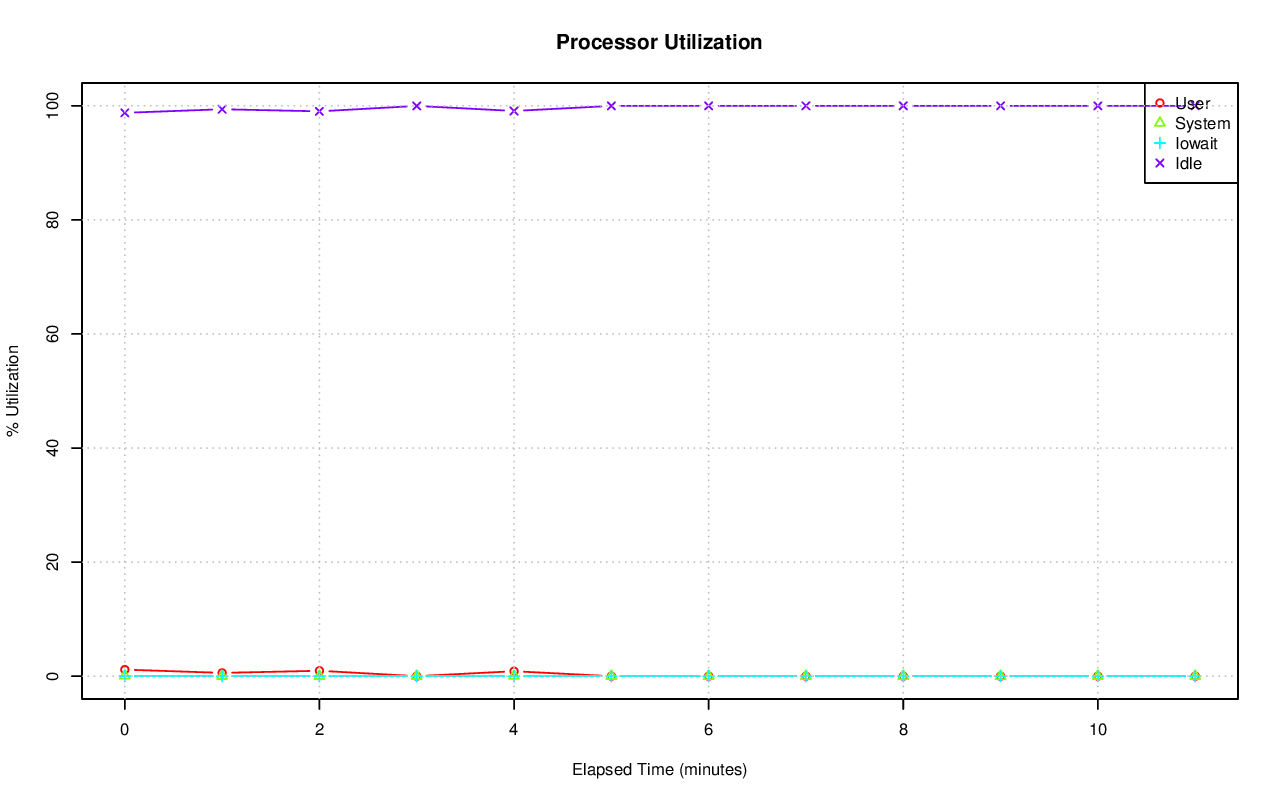 Processor Utilization
% Utilization
100
80
60
40
20
0
User
System
Iowait
Idle
0 2 4 6 8 10
Elapsed Time (minutes)